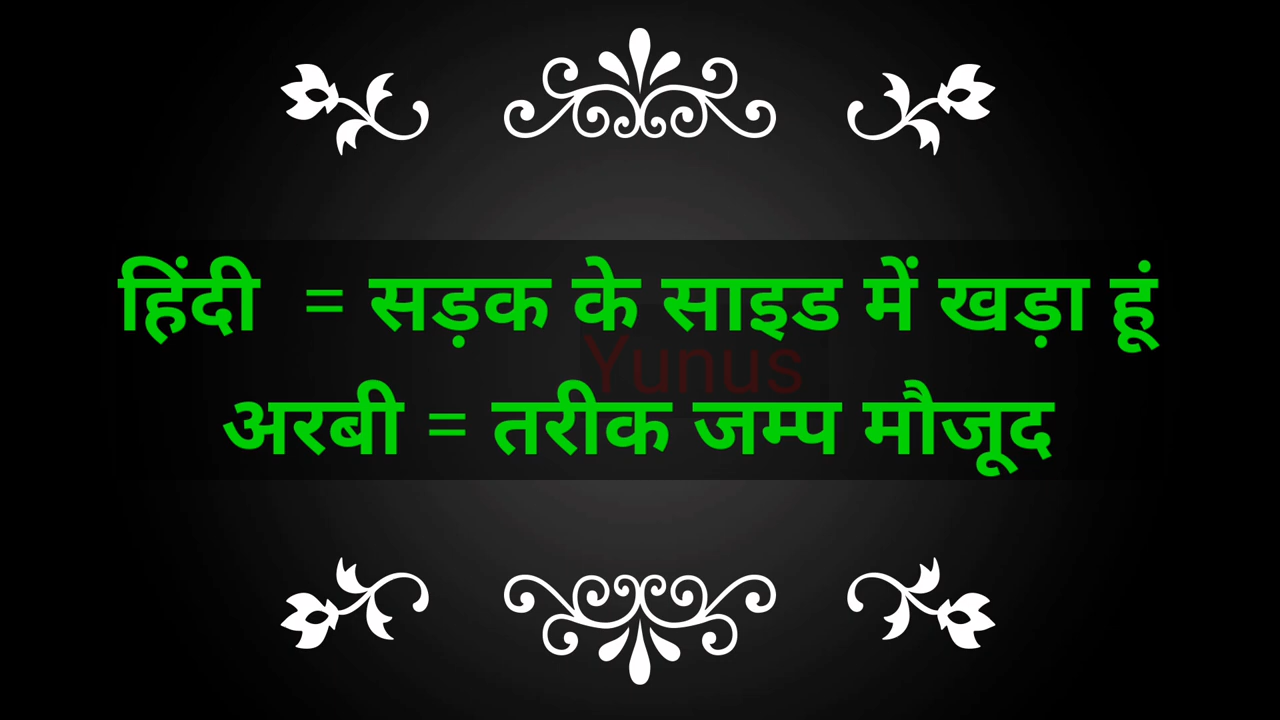 हिंदी = सड़क के साइड में खड़ा हूं
Yunus
अरबी = तरीक जम्प मौजूद